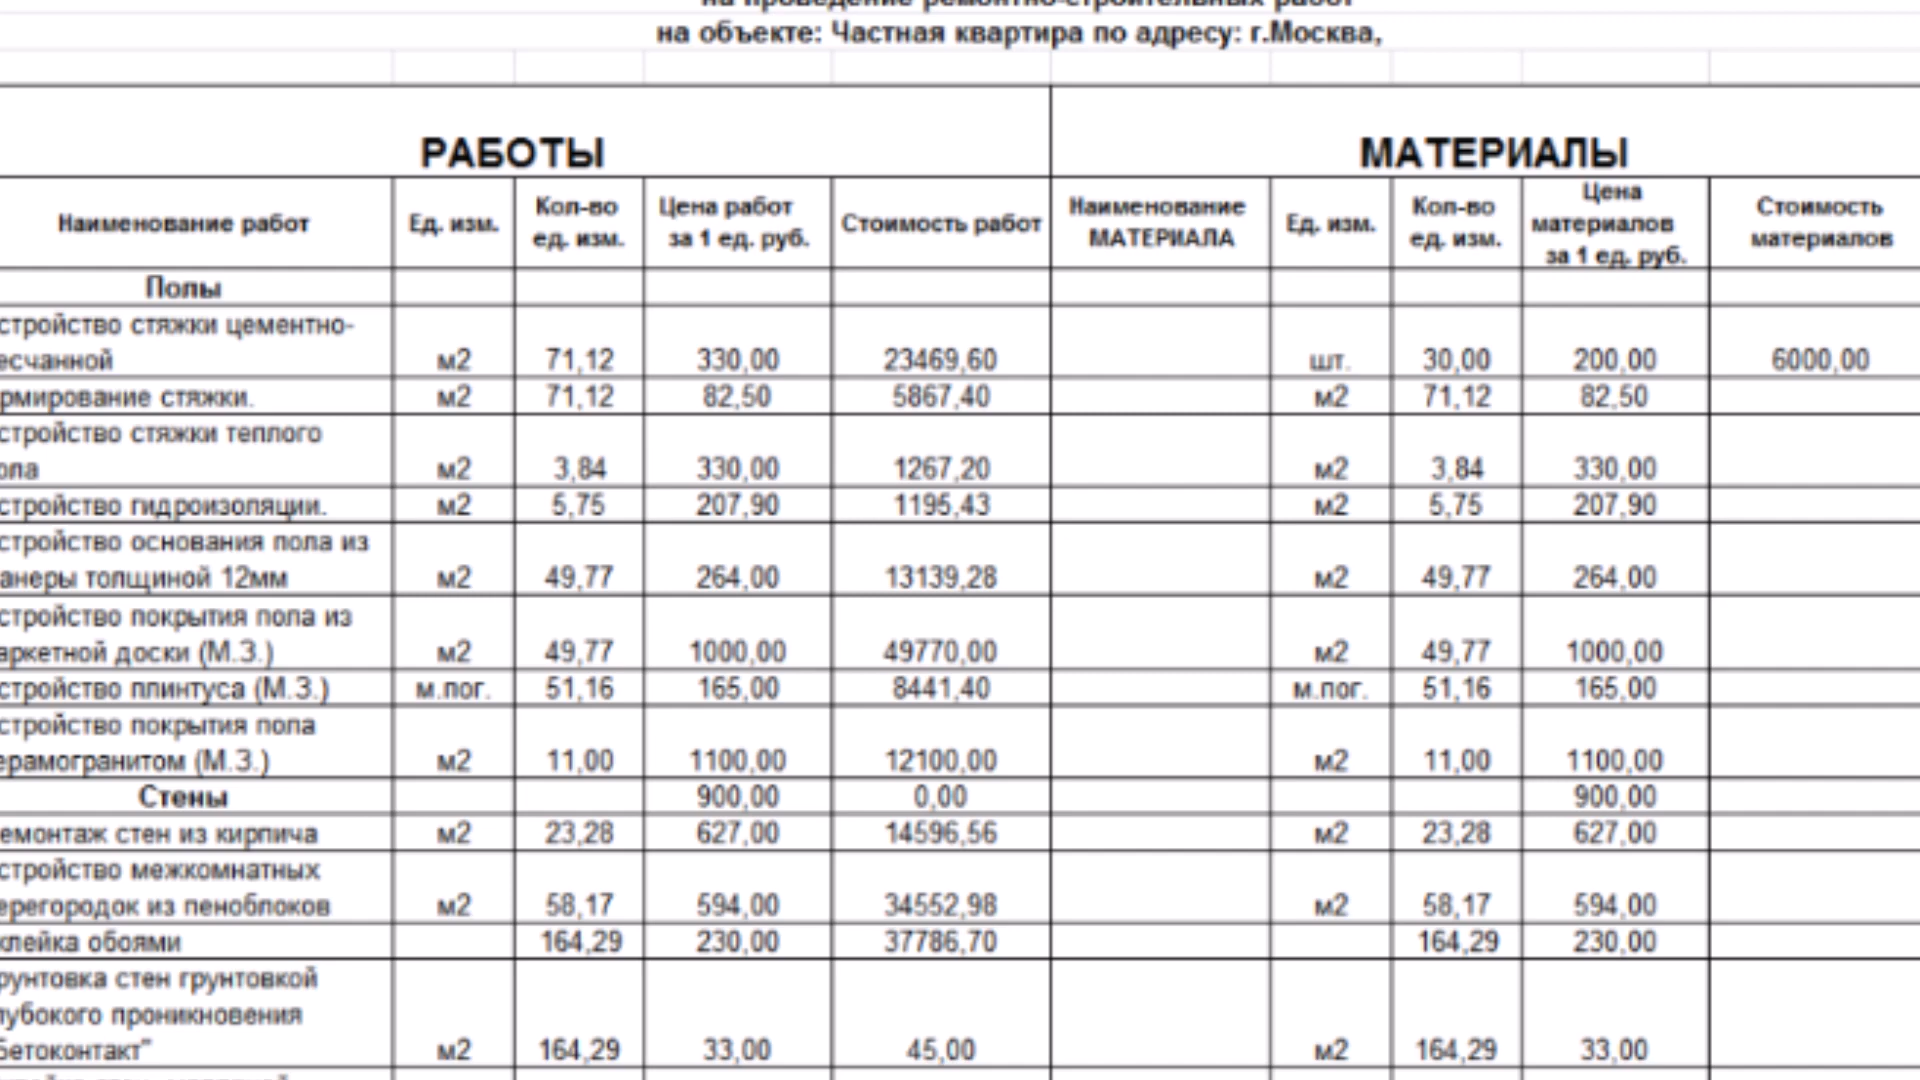 на проведение ремонтно-строительных работ
на объекте: Частная квартира по адресу: г.Москва,
РАБОТЫ МАТЕРИАЛЫ
Наименование работ Ед. изм. Кол-во ед. изм. Цена работ за 1 ед. руб. Стоимость работ Наименование МАТЕРИАЛА Ед. изм. Кол-во ед. изм. Цена материалов за 1 ед. руб. Стоимость материалов
Полы
стройство стяжки цементно-
есчанной м2 71,12 330,00 23469,60 шт. 30,00 200,00 6000,00
рмирование стяжки. м2 71,12 82,50 5867,40 м2 71,12 82,50
стройство стяжки теплого
ола м2 3,84 330,00 1267,20 м2 3,84 330,00
стройство гидроизоляции. м2 5,75 207,90 1195,43 м2 5,75 207,90
стройство основания пола из
анеры толщиной 12мм м2 49,77 264,00 13139,28 м2 49,77 264,00
стройство покрытия пола из
аркетной доски (М.З.) м2 49,77 1000,00 49770,00 м2 49,77 1000,00
стройство плинтуса (М.З.) м.пог. 51,16 165,00 8441,40 м.пог. 51,16 165,00
стройство покрытия пола
ерамогранитом (М.З.) м2 11,00 1100,00 12100,00 м2 11,00 1100,00
Стены 900,00 0,00 900,00
емонтаж стен из кирпича м2 23,28 627,00 14596,56 м2 23,28 627,00
стройство межкомнатных
ерегородок из пеноблоков м2 58,17 594,00 34552,98 м2 58,17 594,00
клейка обоями 164,29 230,00 37786,70 164,29 230,00
рунтовка стен грунтовкой
лубокого проникновения
Бетоконтакт" м2 164,29 33,00 45,00 м2 164,29 33,00